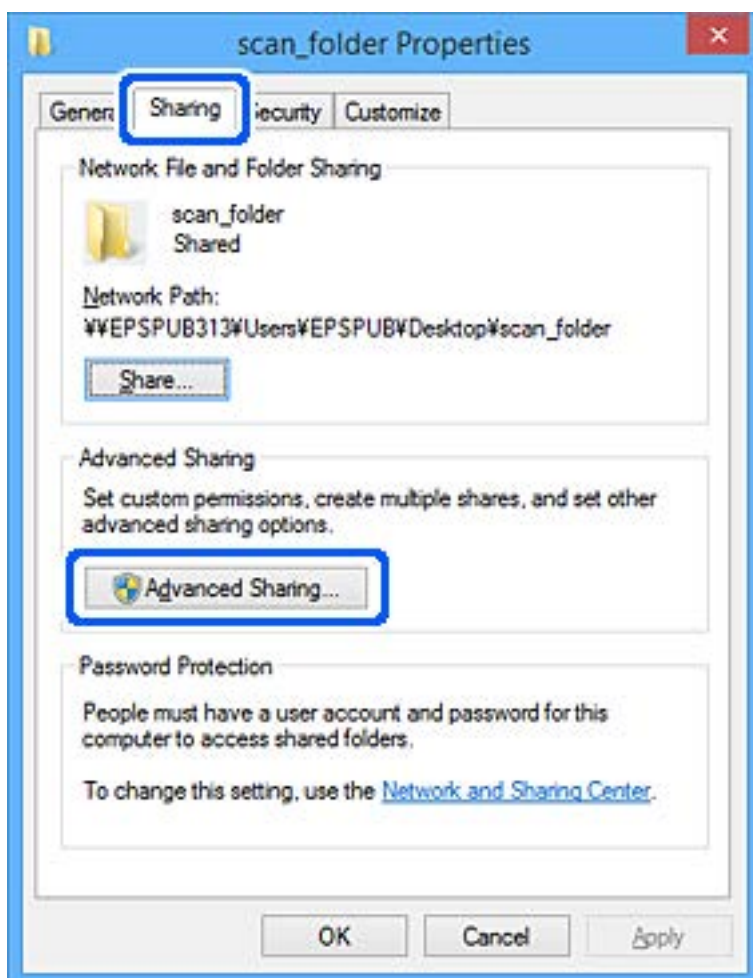 scan_folder Properties
General Sharing Security Customize
Network File and Folder Sharing
scan_folder
Shared
Network Path:
¥¥EPSPUB313¥Users¥EPSPUB¥Desktop¥scan_folder
Share...
Advanced Sharing
Set custom permissions, create multiple shares, and set other
advanced sharing options.
Advanced Sharing...
Password Protection
People must have a user account and password for this
computer to access shared folders.
To change this setting, use the Network and Sharing Center.
OK Cancel Apply